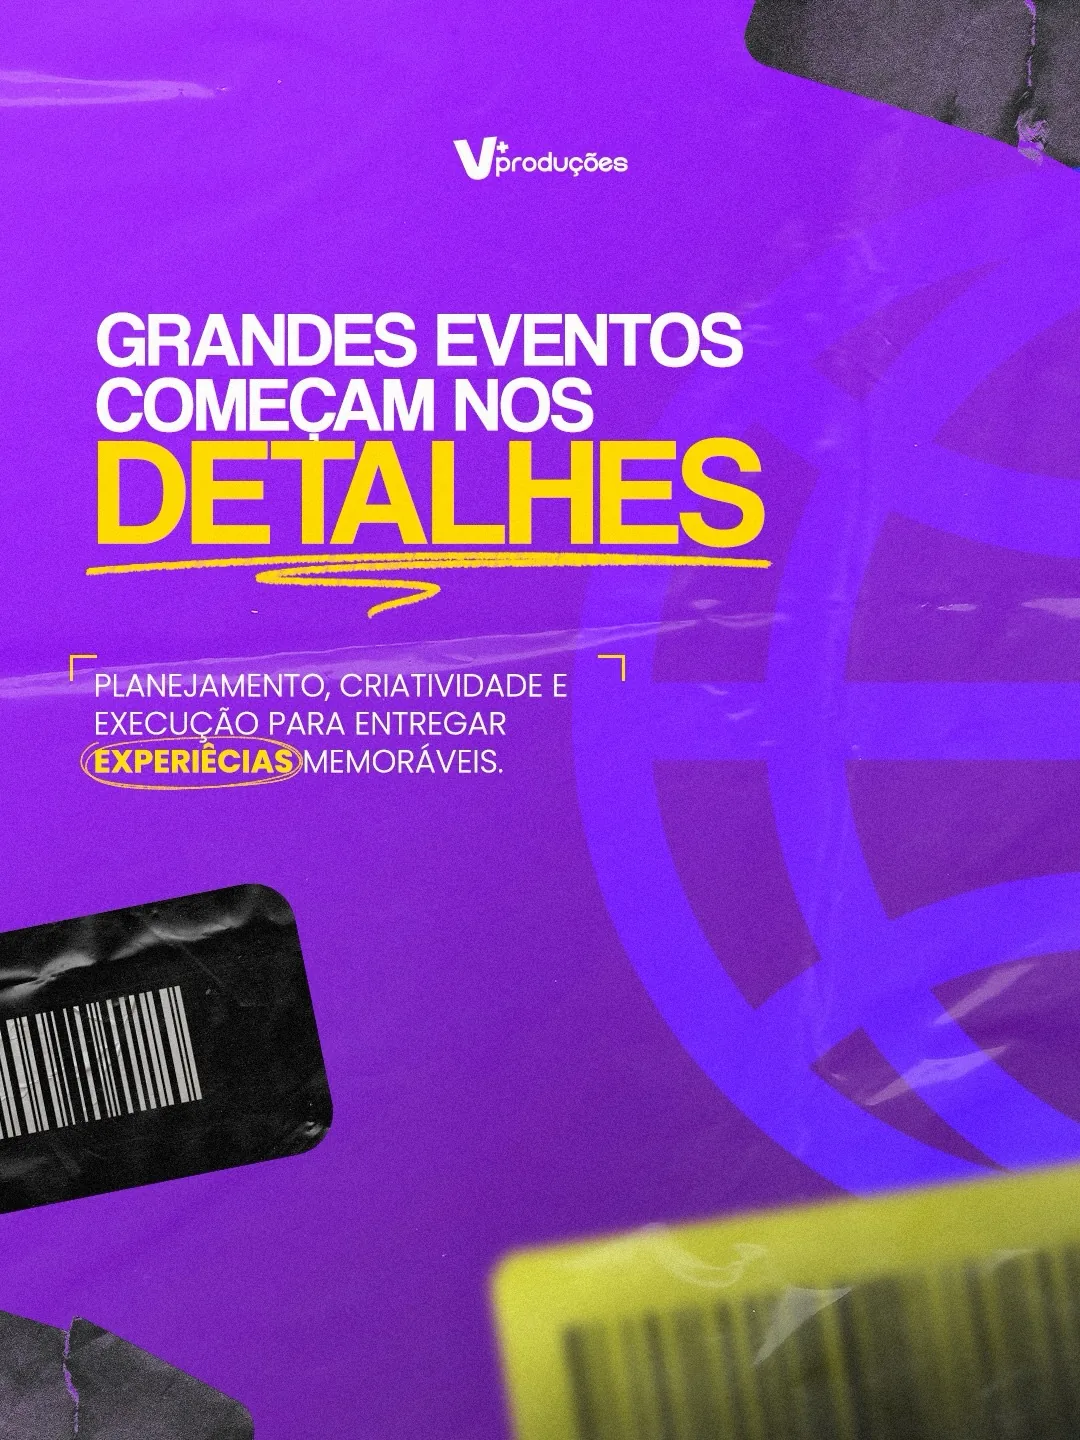 V+produções
GRANDES EVENTOS
COMEÇAM NOS
DETALHES
PLANEJAMENTO, CRIATIVIDADE E
EXECUÇÃO PARA ENTREGAR
EXPERIÊCIAS MEMORÁVEIS.